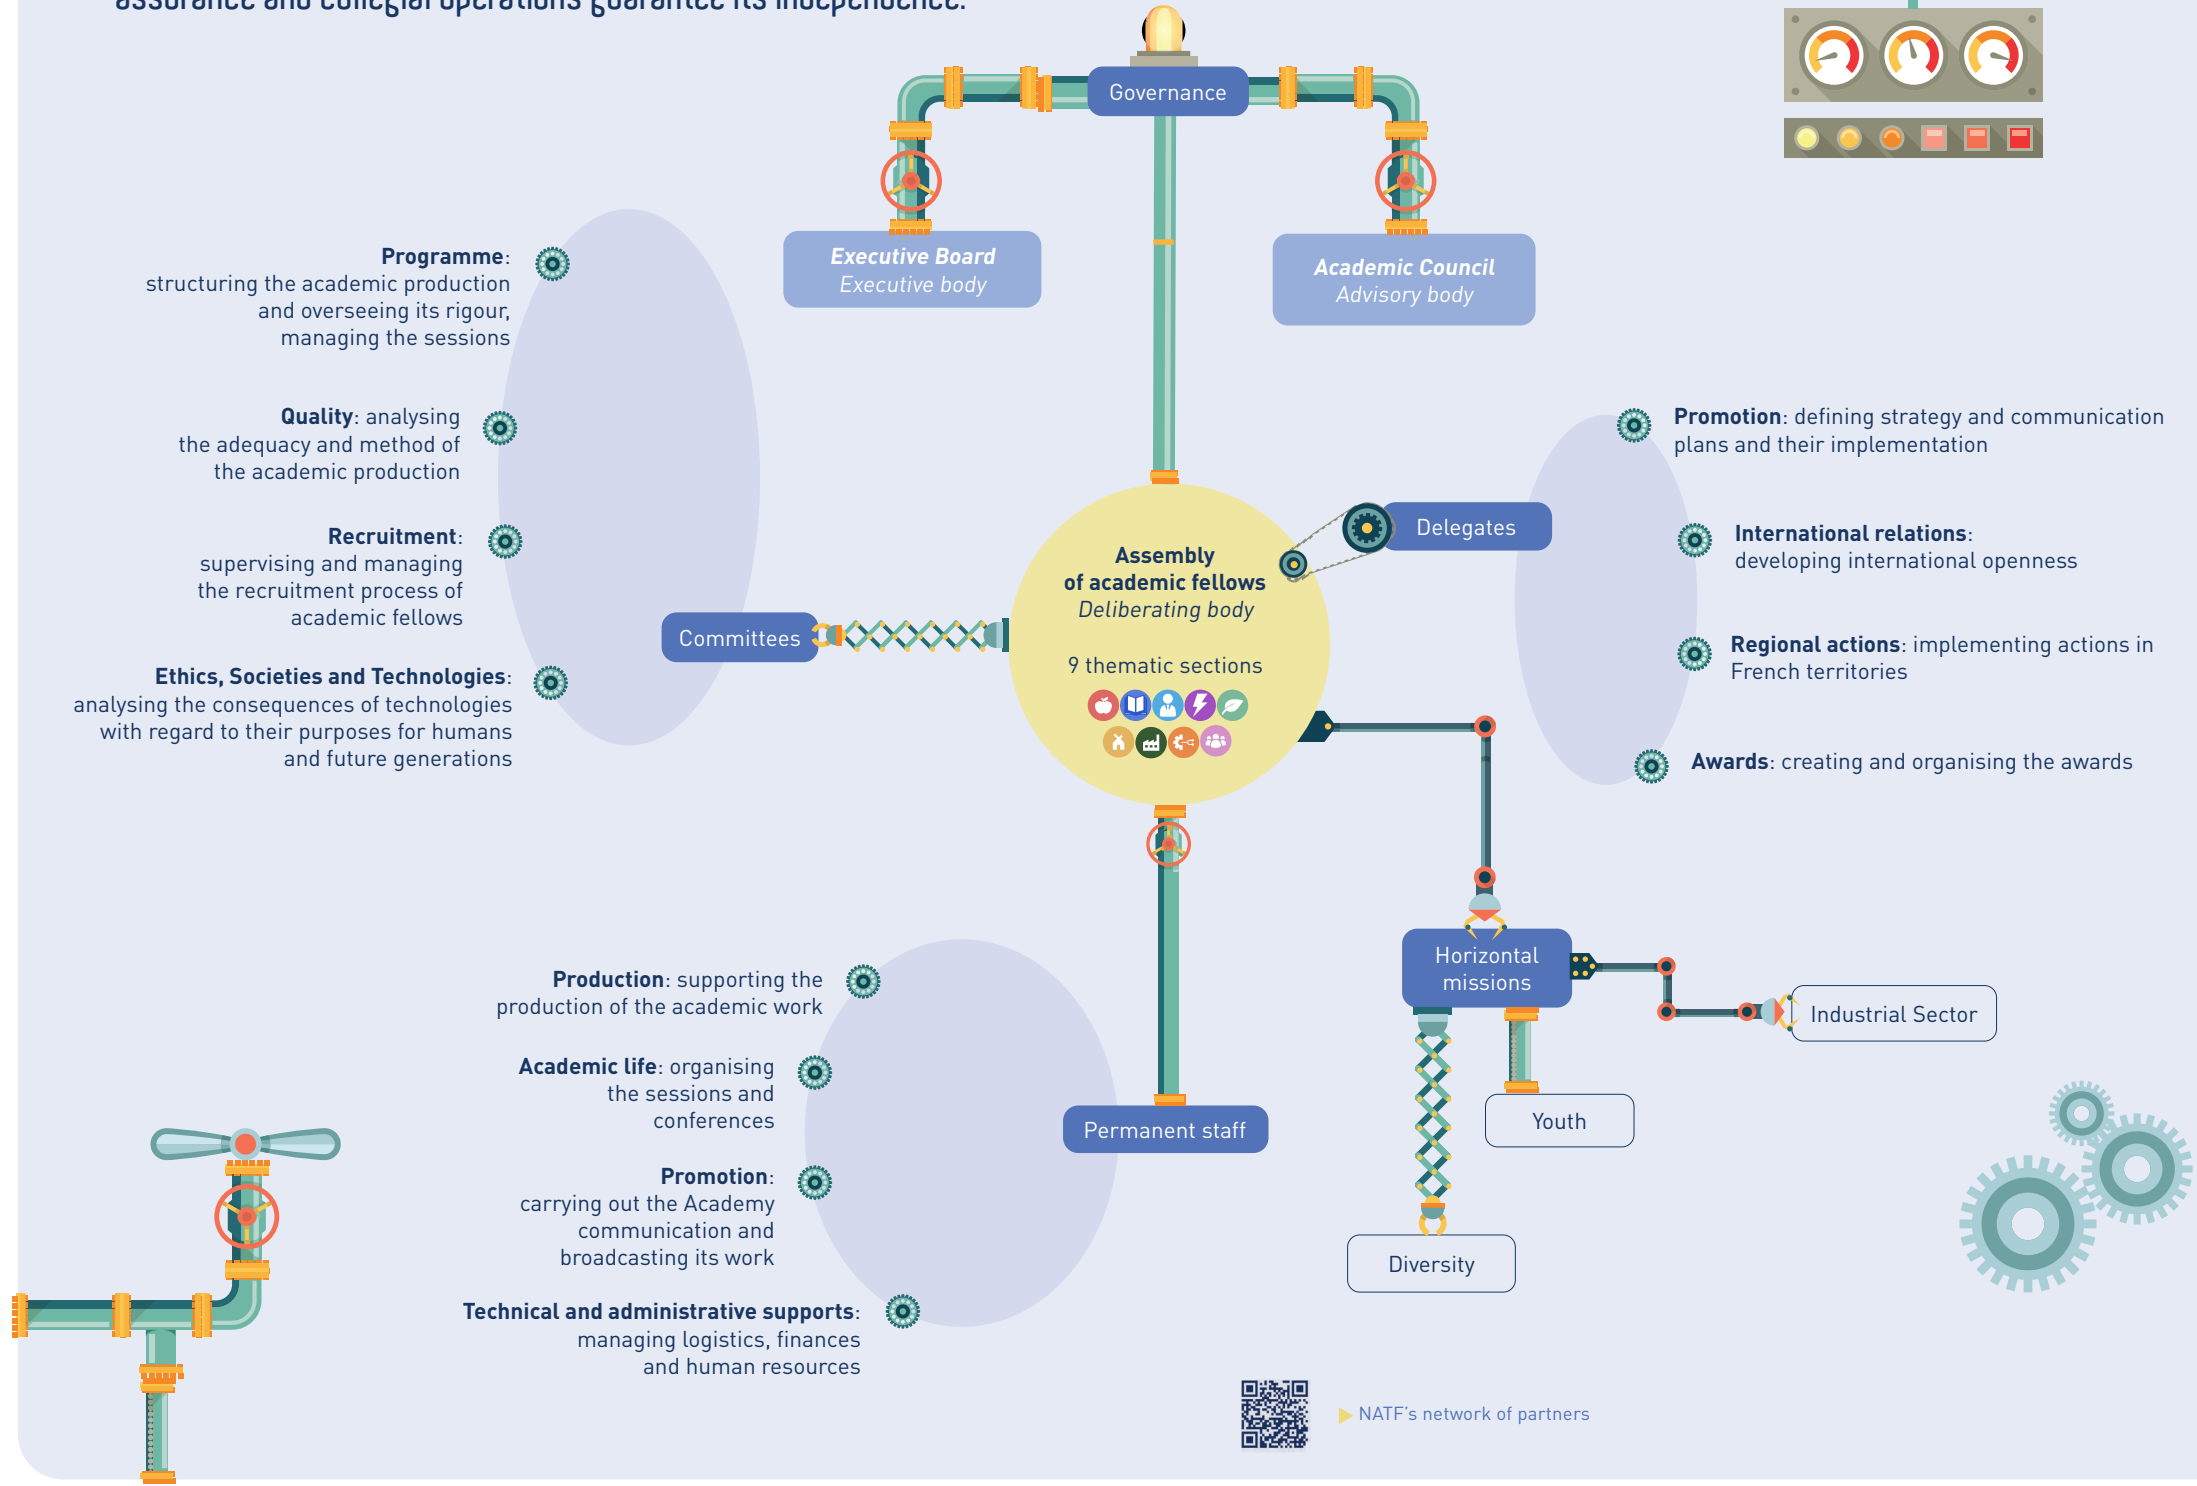 assurance and collegial operations guarantee its independence.
Governance
Executive Board
Executive body
Academic Council
Advisory body
Programme:
structuring the academic production
and overseeing its rigour,
managing the sessions
Quality: analysing
the adequacy and method of
the academic production
Recruitment:
supervising and managing
the recruitment process of
academic fellows
Ethics, Societies and Technologies:
analysing the consequences of technologies
with regard to their purposes for humans
and future generations
Committees
Assembly
of academic fellows
Deliberating body
9 thematic sections
Delegates
Promotion: defining strategy and communication
plans and their implementation
International relations:
developing international openness
Regional actions: implementing actions in
French territories
Awards: creating and organising the awards
Horizontal
missions
Industrial Sector
Youth
Diversity
Permanent staff
Production: supporting the
production of the academic work
Academic life: organising
the sessions and
conferences
Promotion:
carrying out the Academy
communication and
broadcasting its work
Technical and administrative supports:
managing logistics, finances
and human resources
NATF's network of partners